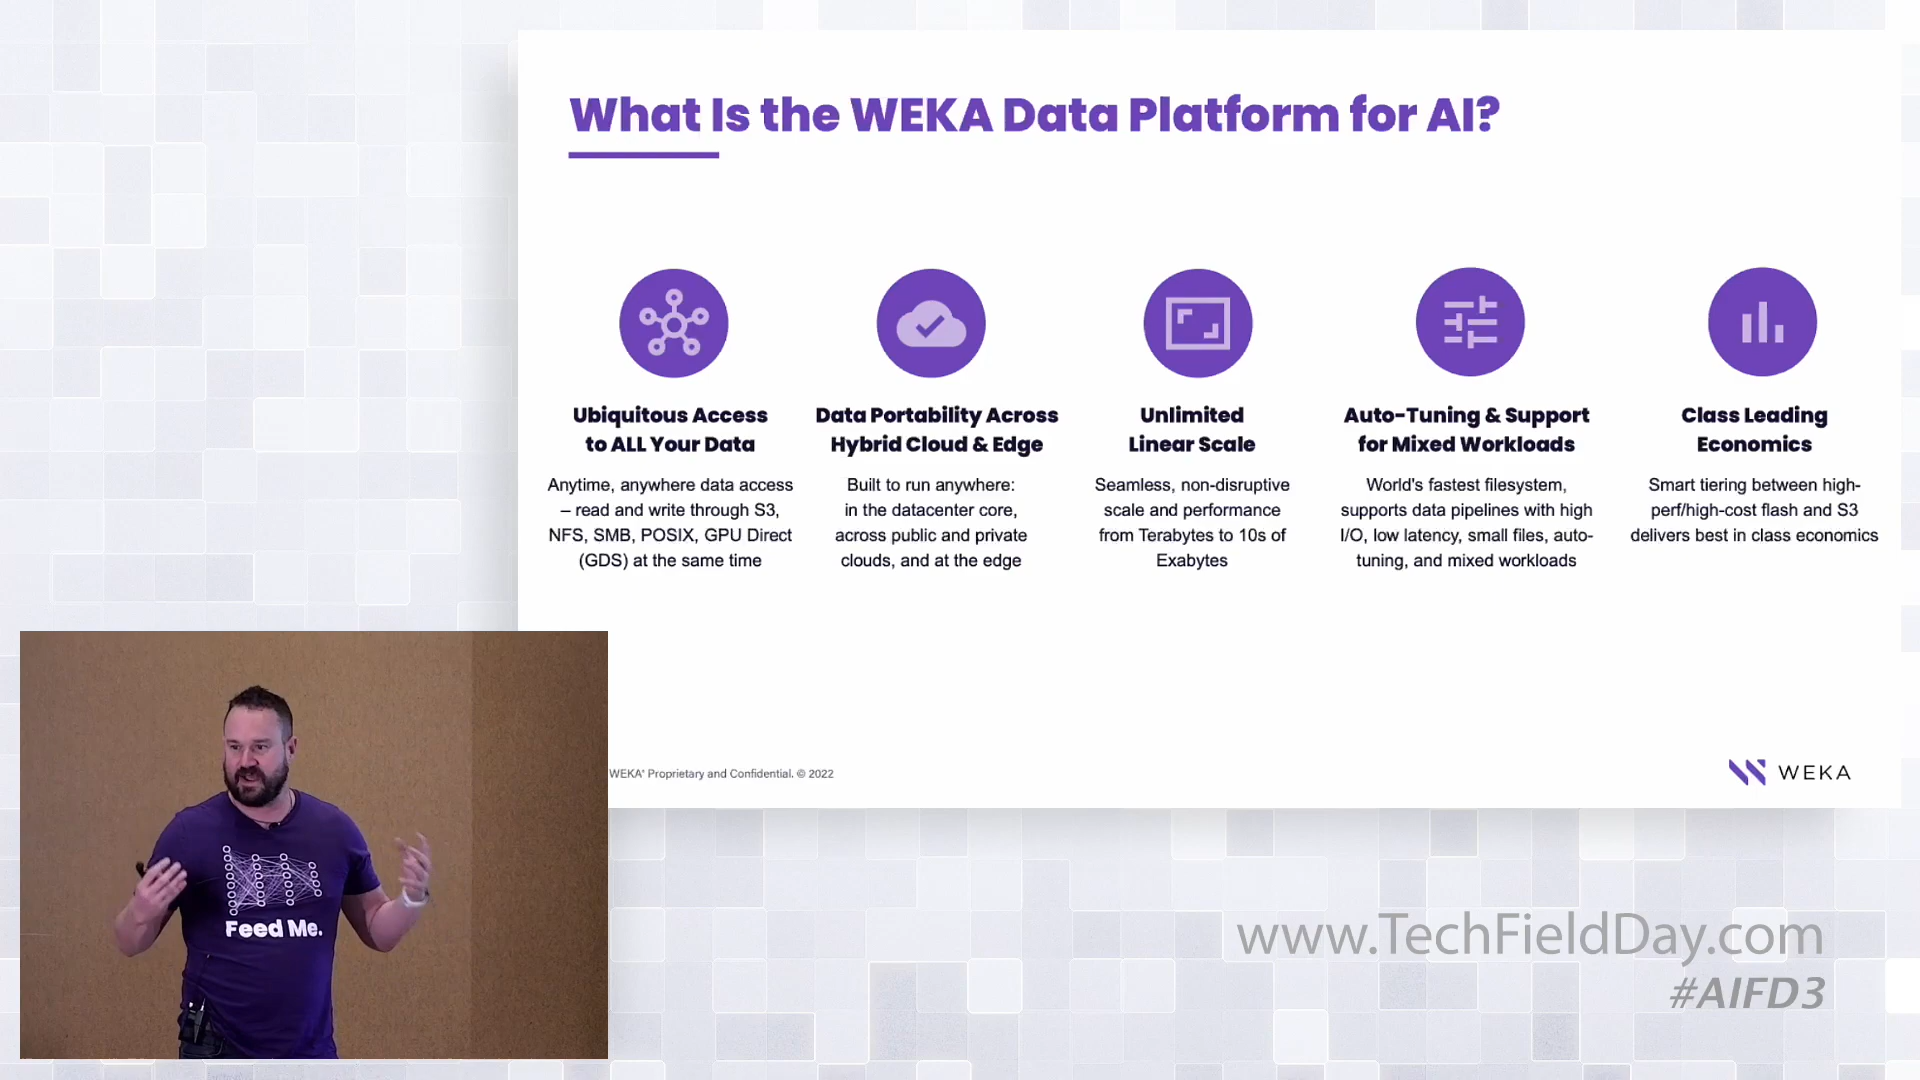 What Is the WEKA Data Platform for AI?
Ubiquitous Access
to ALL Your Data
Anytime, anywhere data access
– read and write through S3,
NFS, SMB, POSIX, GPU Direct
(GDS) at the same time
Data Portability Across
Hybrid Cloud & Edge
Built to run anywhere:
in the datacenter core,
across public and private
clouds, and at the edge
Unlimited
Linear Scale
Seamless, non-disruptive
scale and performance
from Terabytes to 10s of
Exabytes
Auto-Tuning & Support
for Mixed Workloads
World's fastest filesystem,
supports data pipelines with high
I/O, low latency, small files, auto-
tuning, and mixed workloads
Class Leading
Economics
Smart tiering between high-
perf/high-cost flash and S3
delivers best in class economics
WEKA® Proprietary and Confidential. © 2022
WEKA
Feed Me.
www.TechFieldDay.com
#AIFD3